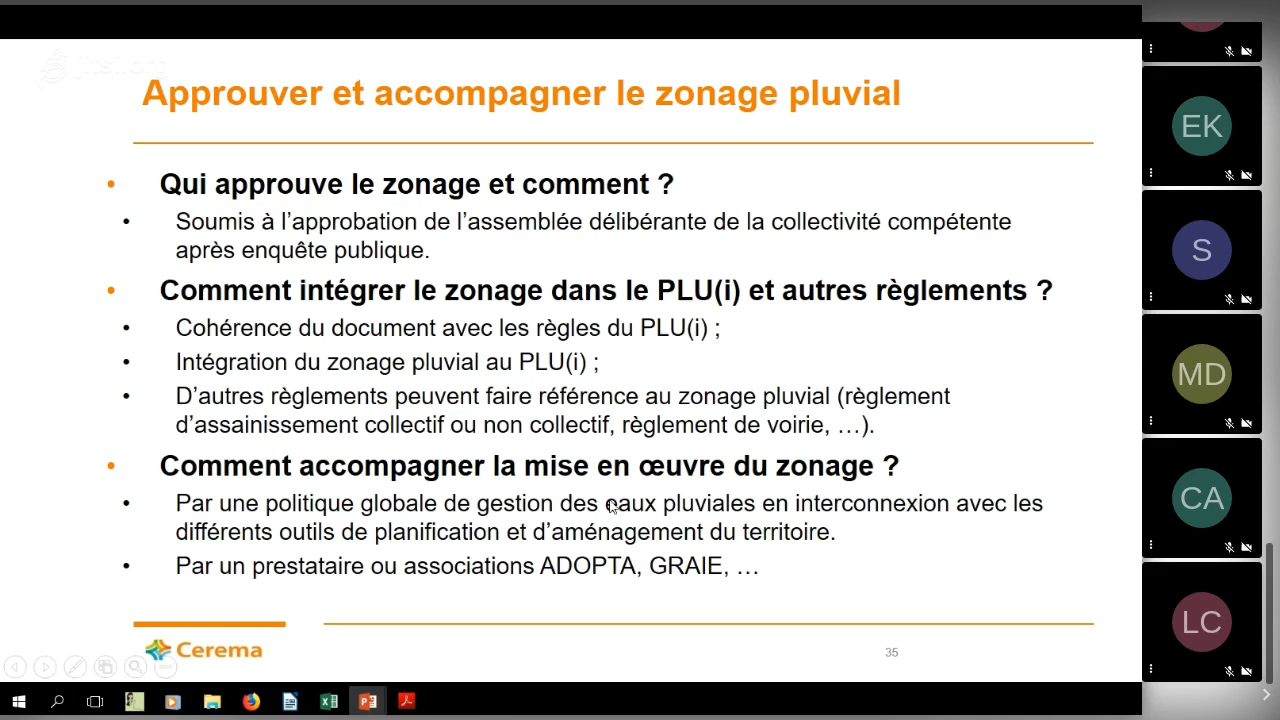 jitsi.org
Approuver et accompagner le zonage pluvial
• Qui approuve le zonage et comment ?
• Soumis à l’approbation de l’assemblée délibérante de la collectivité compétente
après enquête publique.
• Comment intégrer le zonage dans le PLU(i) et autres règlements ?
• Cohérence du document avec les règles du PLU(i) ;
• Intégration du zonage pluvial au PLU(i) ;
• D’autres règlements peuvent faire référence au zonage pluvial (règlement
d’assainissement collectif ou non collectif, règlement de voirie, …).
• Comment accompagner la mise en œuvre du zonage ?
• Par une politique globale de gestion des eaux pluviales en interconnexion avec les
différents outils de planification et d’aménagement du territoire.
• Par un prestataire ou associations ADOPTA, GRAIE, …
Cerema
35
EK
S
MD
CA
LC